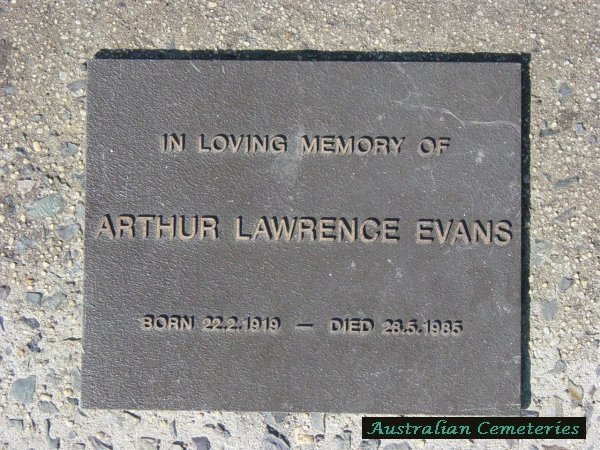 IN LOVING MEMORY OF
ARTHUR LAWRENCE EVANS
BORN 22.2.1919 — DIED 28.5.1985
Australian Cemeteries